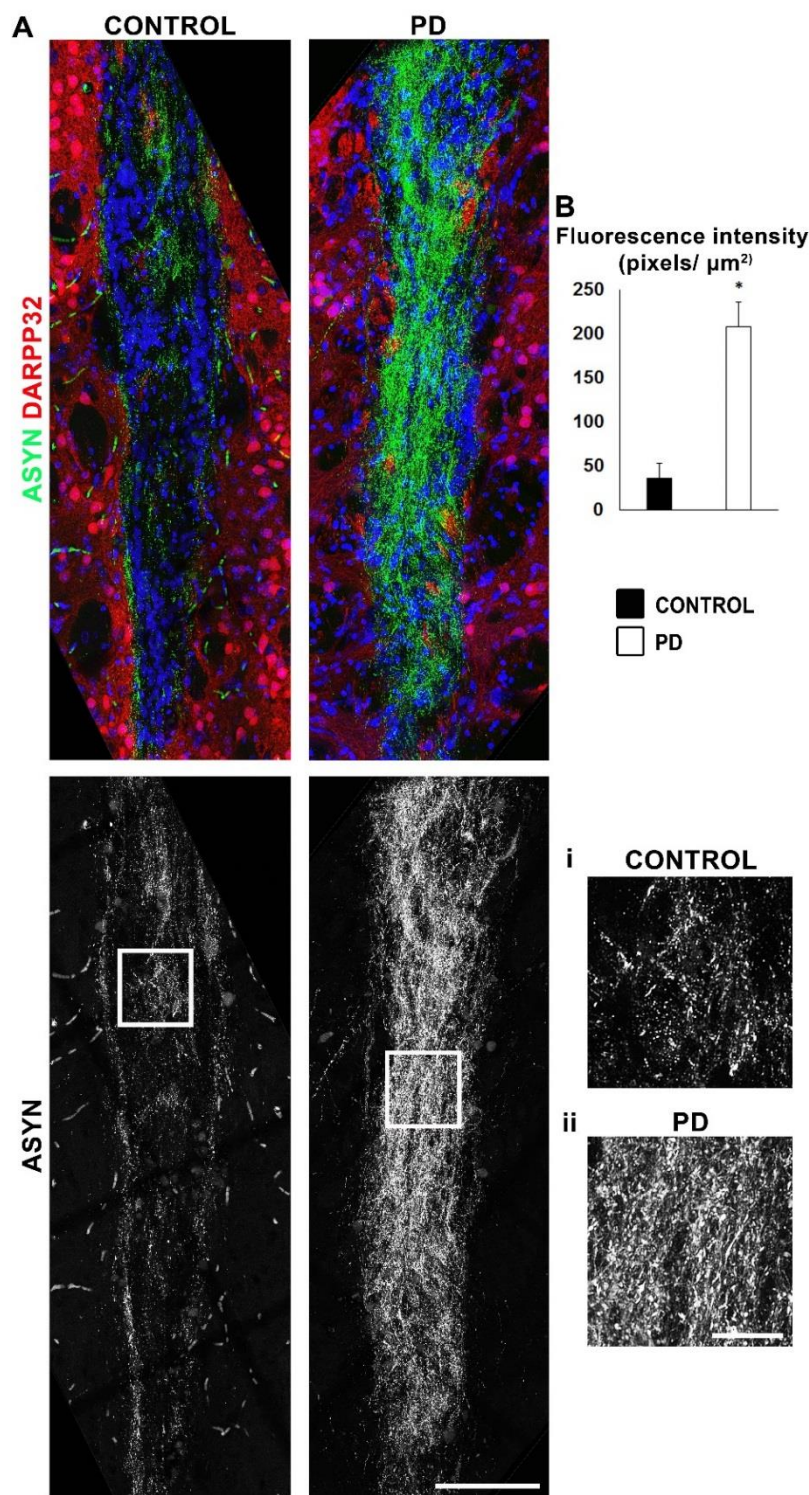 A
CONTROL
PD
ASYN DARPP32
B
Fluorescence intensity
(pixels/ µm²)
250
200
150
100
50
0
*
CONTROL
PD
ASYN
i
CONTROL
ii
PD